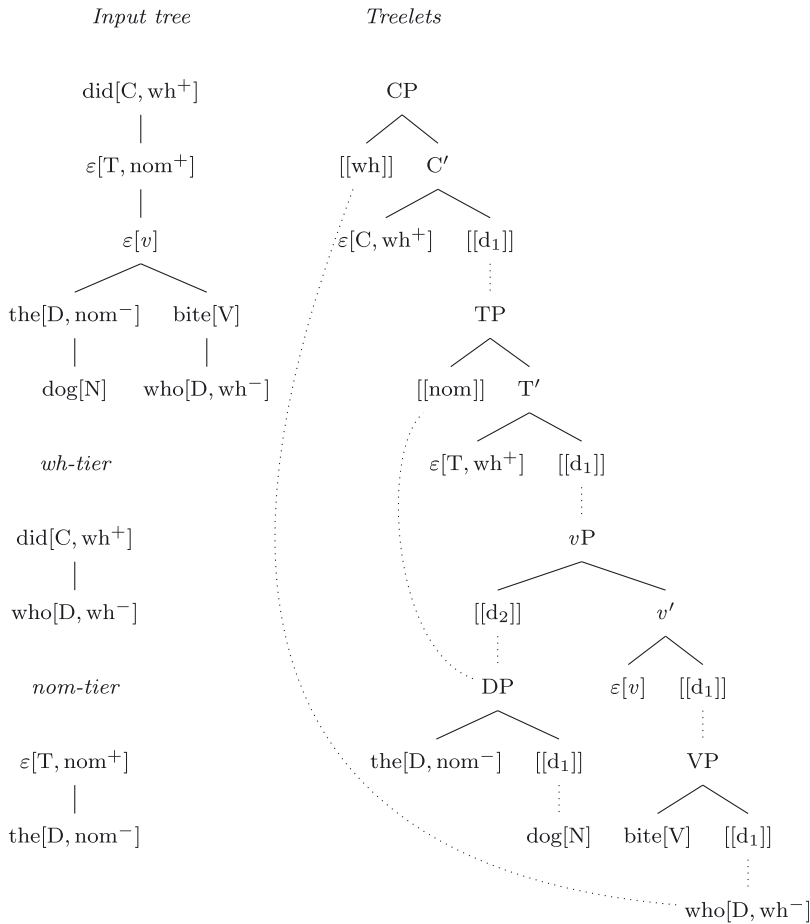 Input tree
did[C, wh⁺]
ε[T, nom⁺]
ε[v]
the[D, nom⁻] bite[V]
dog[N] who[D, wh⁻]
wh-tier
did[C, wh⁺]
who[D, wh⁻]
nom-tier
ε[T, nom⁺]
the[D, nom⁻]
Treelets
CP
[[wh]] C′
ε[C, wh⁺] [[d₁]]
TP
[[nom]] T′
ε[T, wh⁺] [[d₁]]
vP
[[d₂]] v′
DP ε[v] [[d₁]]
the[D, nom⁻] [[d₁]] VP
dog[N] bite[V] [[d₁]]
who[D, wh⁻]